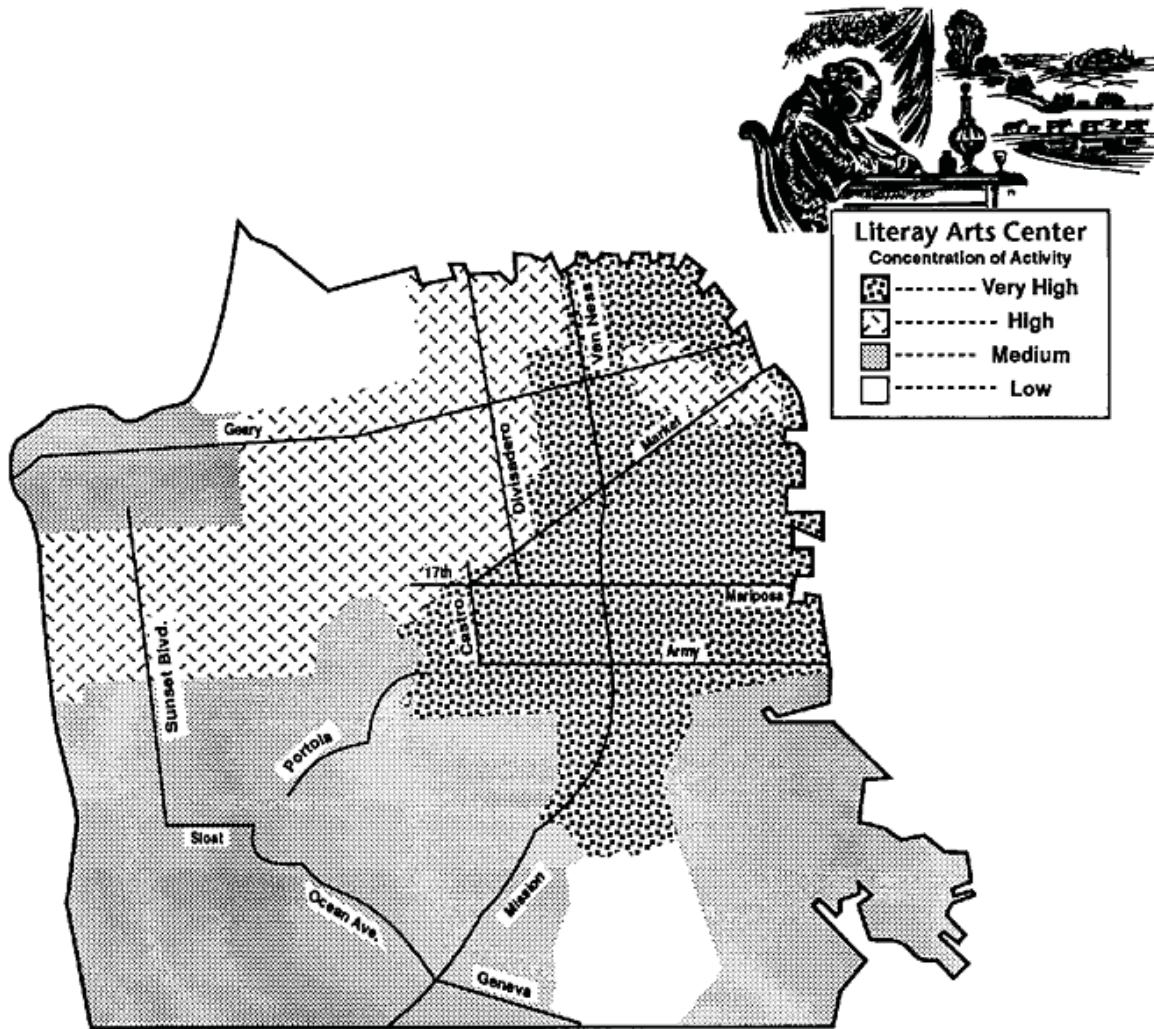 Literay Arts Center
Concentration of Activity
Very High
High
Medium
Low
Van Ness
Geary
Divisadero
Market
17th
Castro
Mariposa
Army
Sunset Blvd.
Portola
Sloat
Ocean Ave.
Mission
Geneva